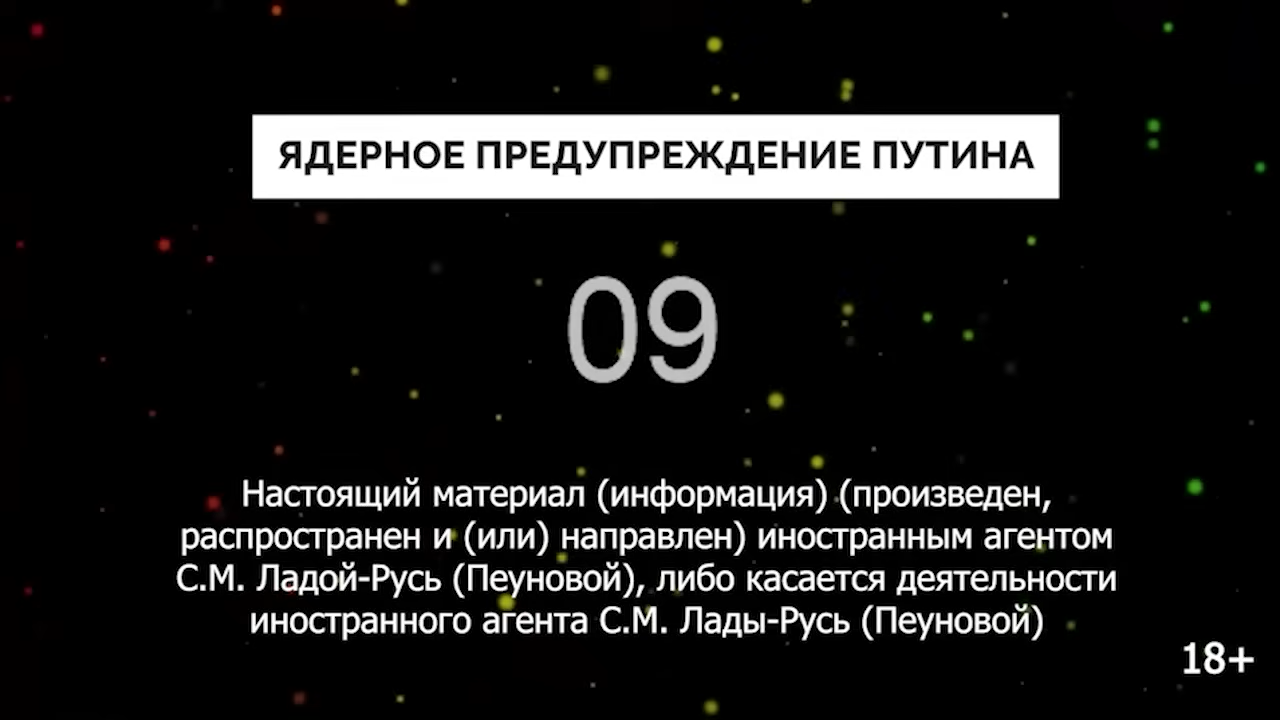 ЯДЕРНОЕ ПРЕДУПРЕЖДЕНИЕ ПУТИНА
09
Настоящий материал (информация) (произведен,
распространен и (или) направлен) иностранным агентом
С.М. Ладой-Русь (Пеуновой), либо касается деятельности
иностранного агента С.М. Лады-Русь (Пеуновой)
18+